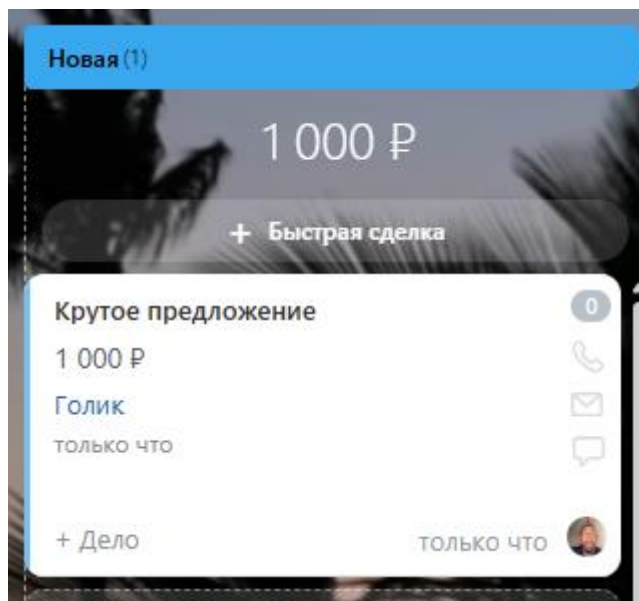 Новая (1)
1 000 ₽
+ Быстрая сделка
Крутое предложение
0
1 000 ₽
Голик
только что
+ Дело
только что